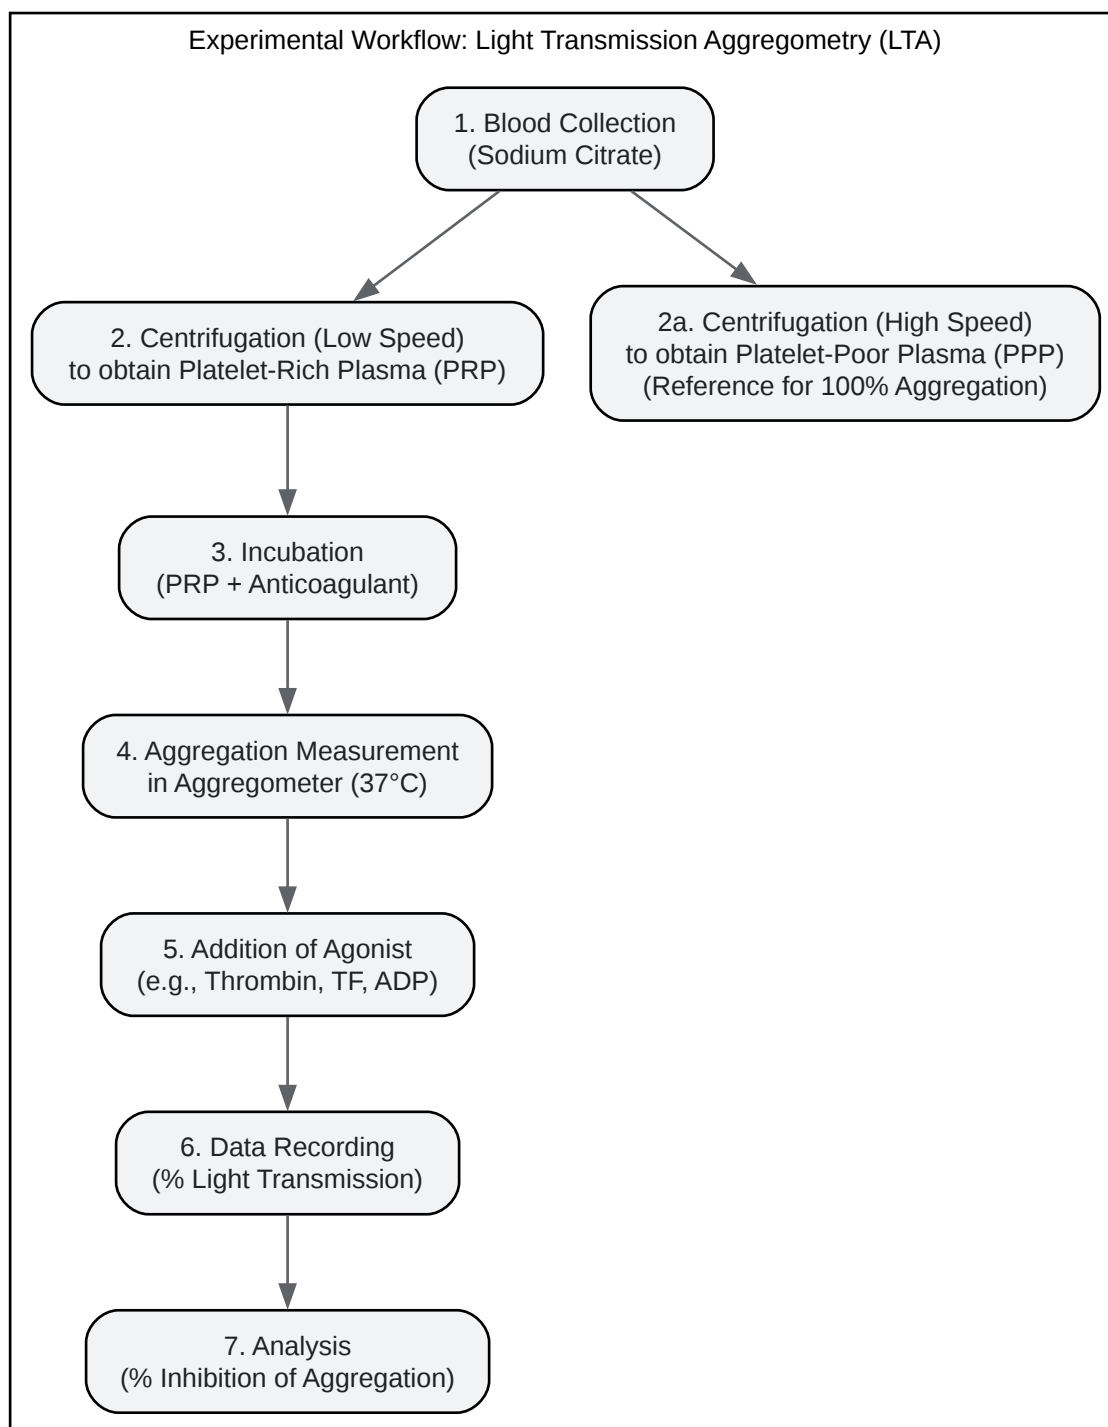 Experimental Workflow: Light Transmission Aggregometry (LTA)
1. Blood Collection
(Sodium Citrate)
2. Centrifugation (Low Speed)
to obtain Platelet-Rich Plasma (PRP)
2a. Centrifugation (High Speed)
to obtain Platelet-Poor Plasma (PPP)
(Reference for 100% Aggregation)
3. Incubation
(PRP + Anticoagulant)
4. Aggregation Measurement
in Aggregometer (37°C)
5. Addition of Agonist
(e.g., Thrombin, TF, ADP)
6. Data Recording
(% Light Transmission)
7. Analysis
(% Inhibition of Aggregation)